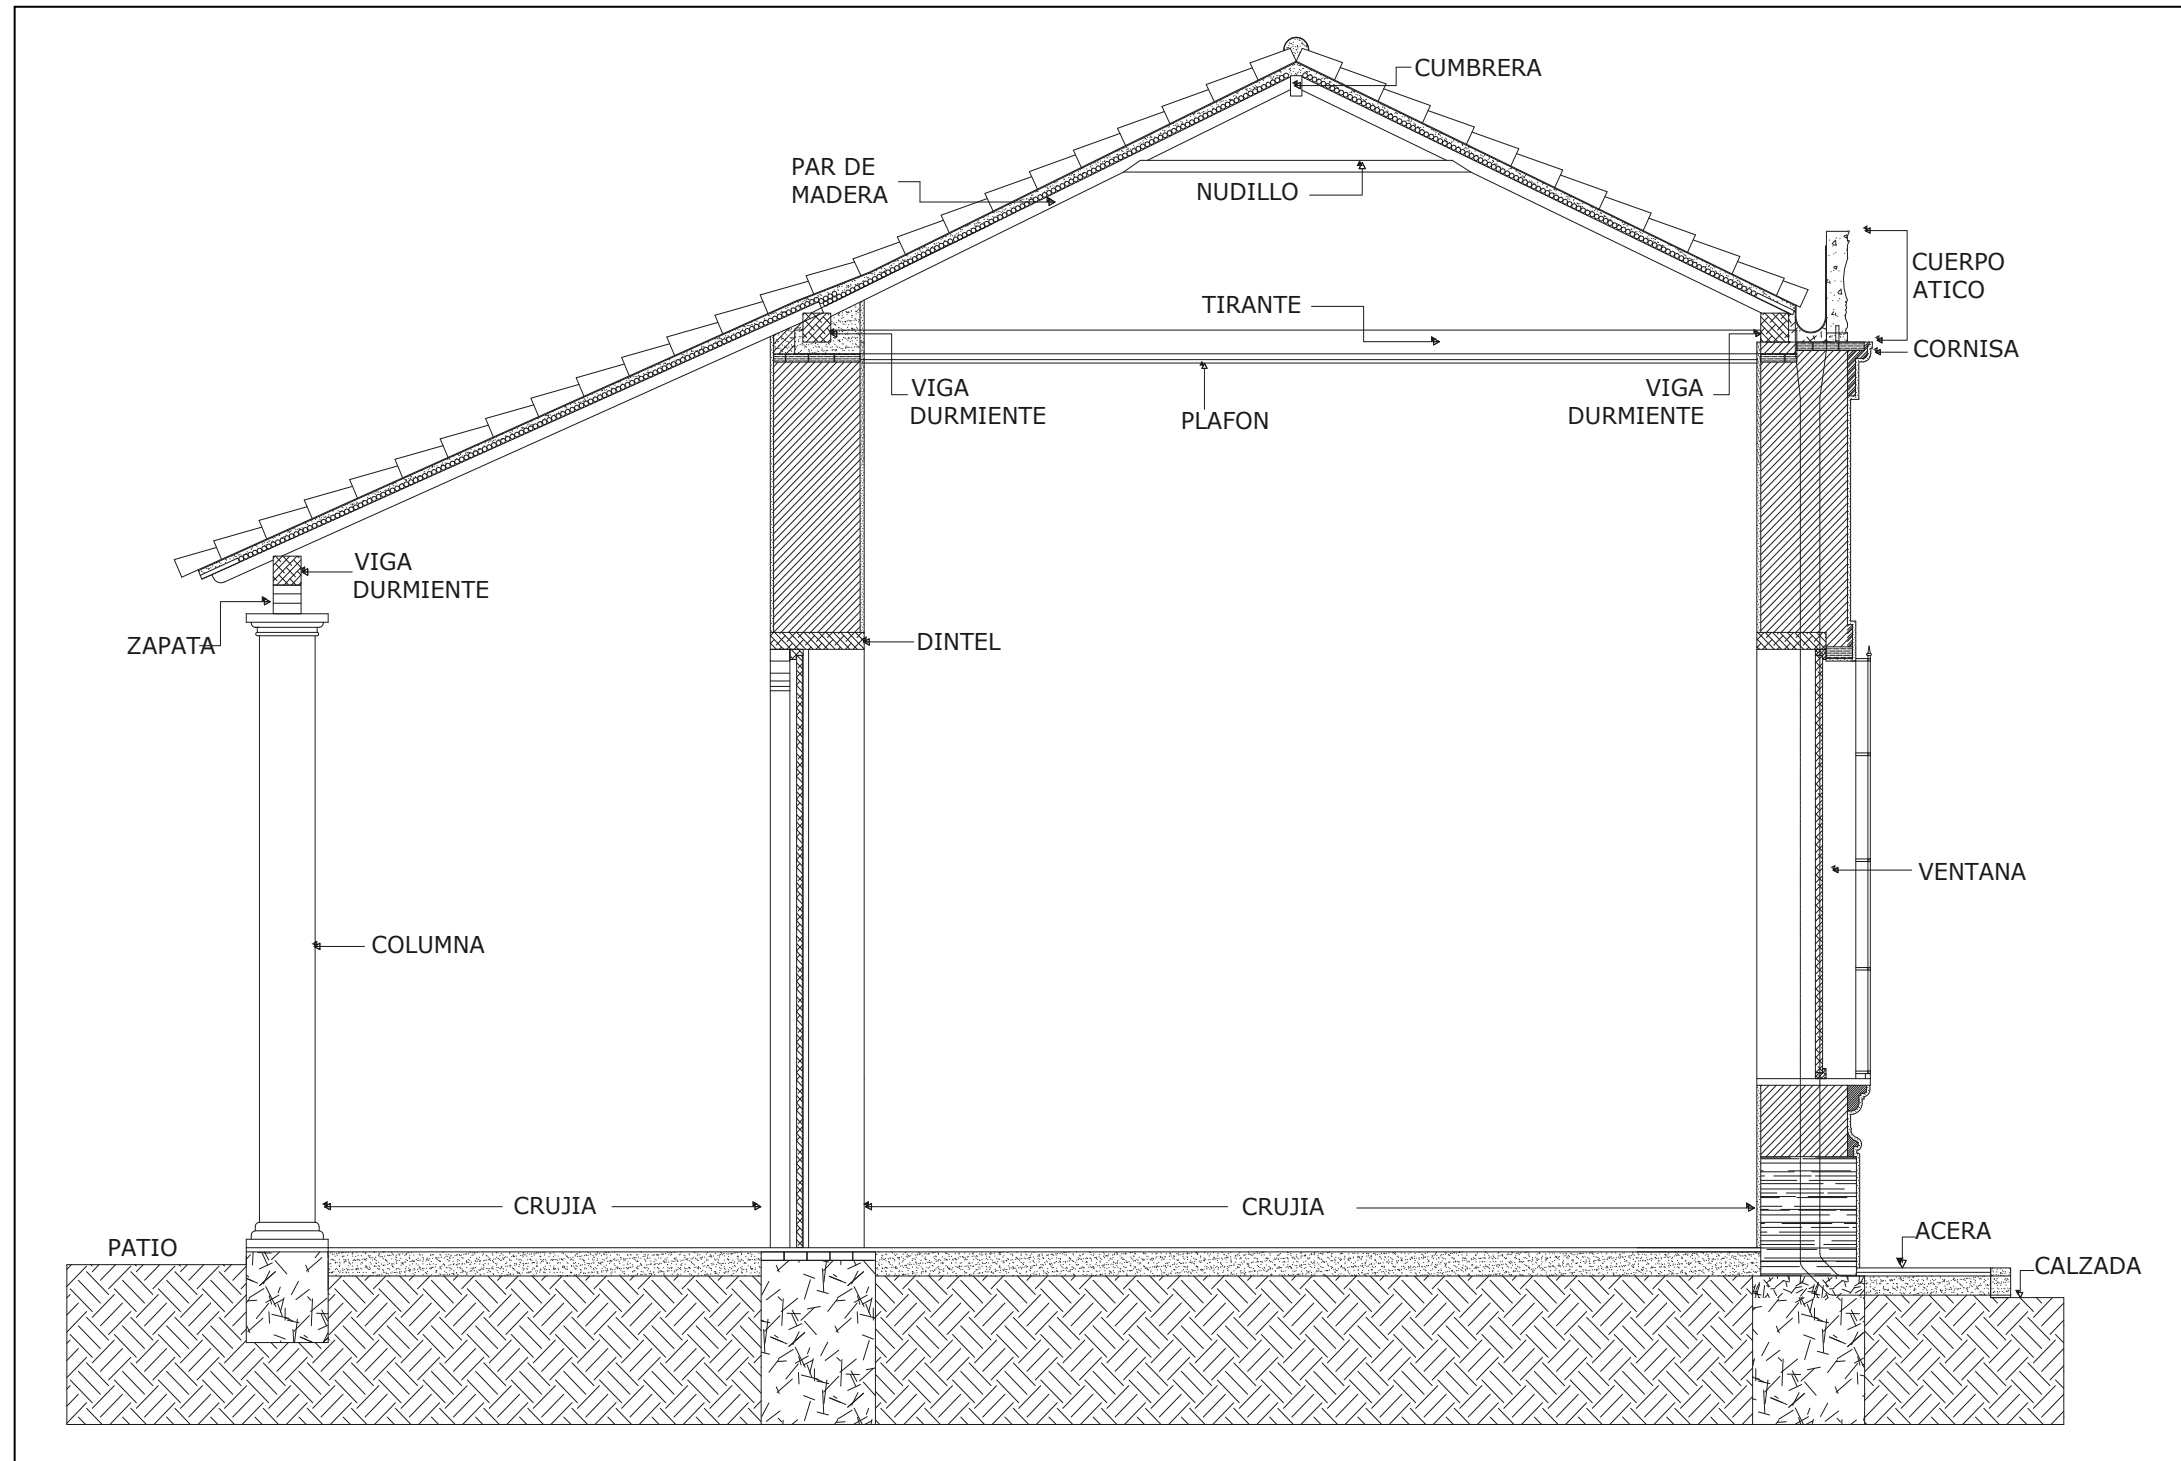 CUMBRERA
PAR DE
MADERA
NUDILLO
CUERPO
ATICO
TIRANTE
CORNISA
VIGA
DURMIENTE
PLAFON
VIGA
DURMIENTE
VIGA
DURMIENTE
ZAPATA
DINTEL
VENTANA
COLUMNA
CRUJIA
CRUJIA
PATIO
ACERA
CALZADA